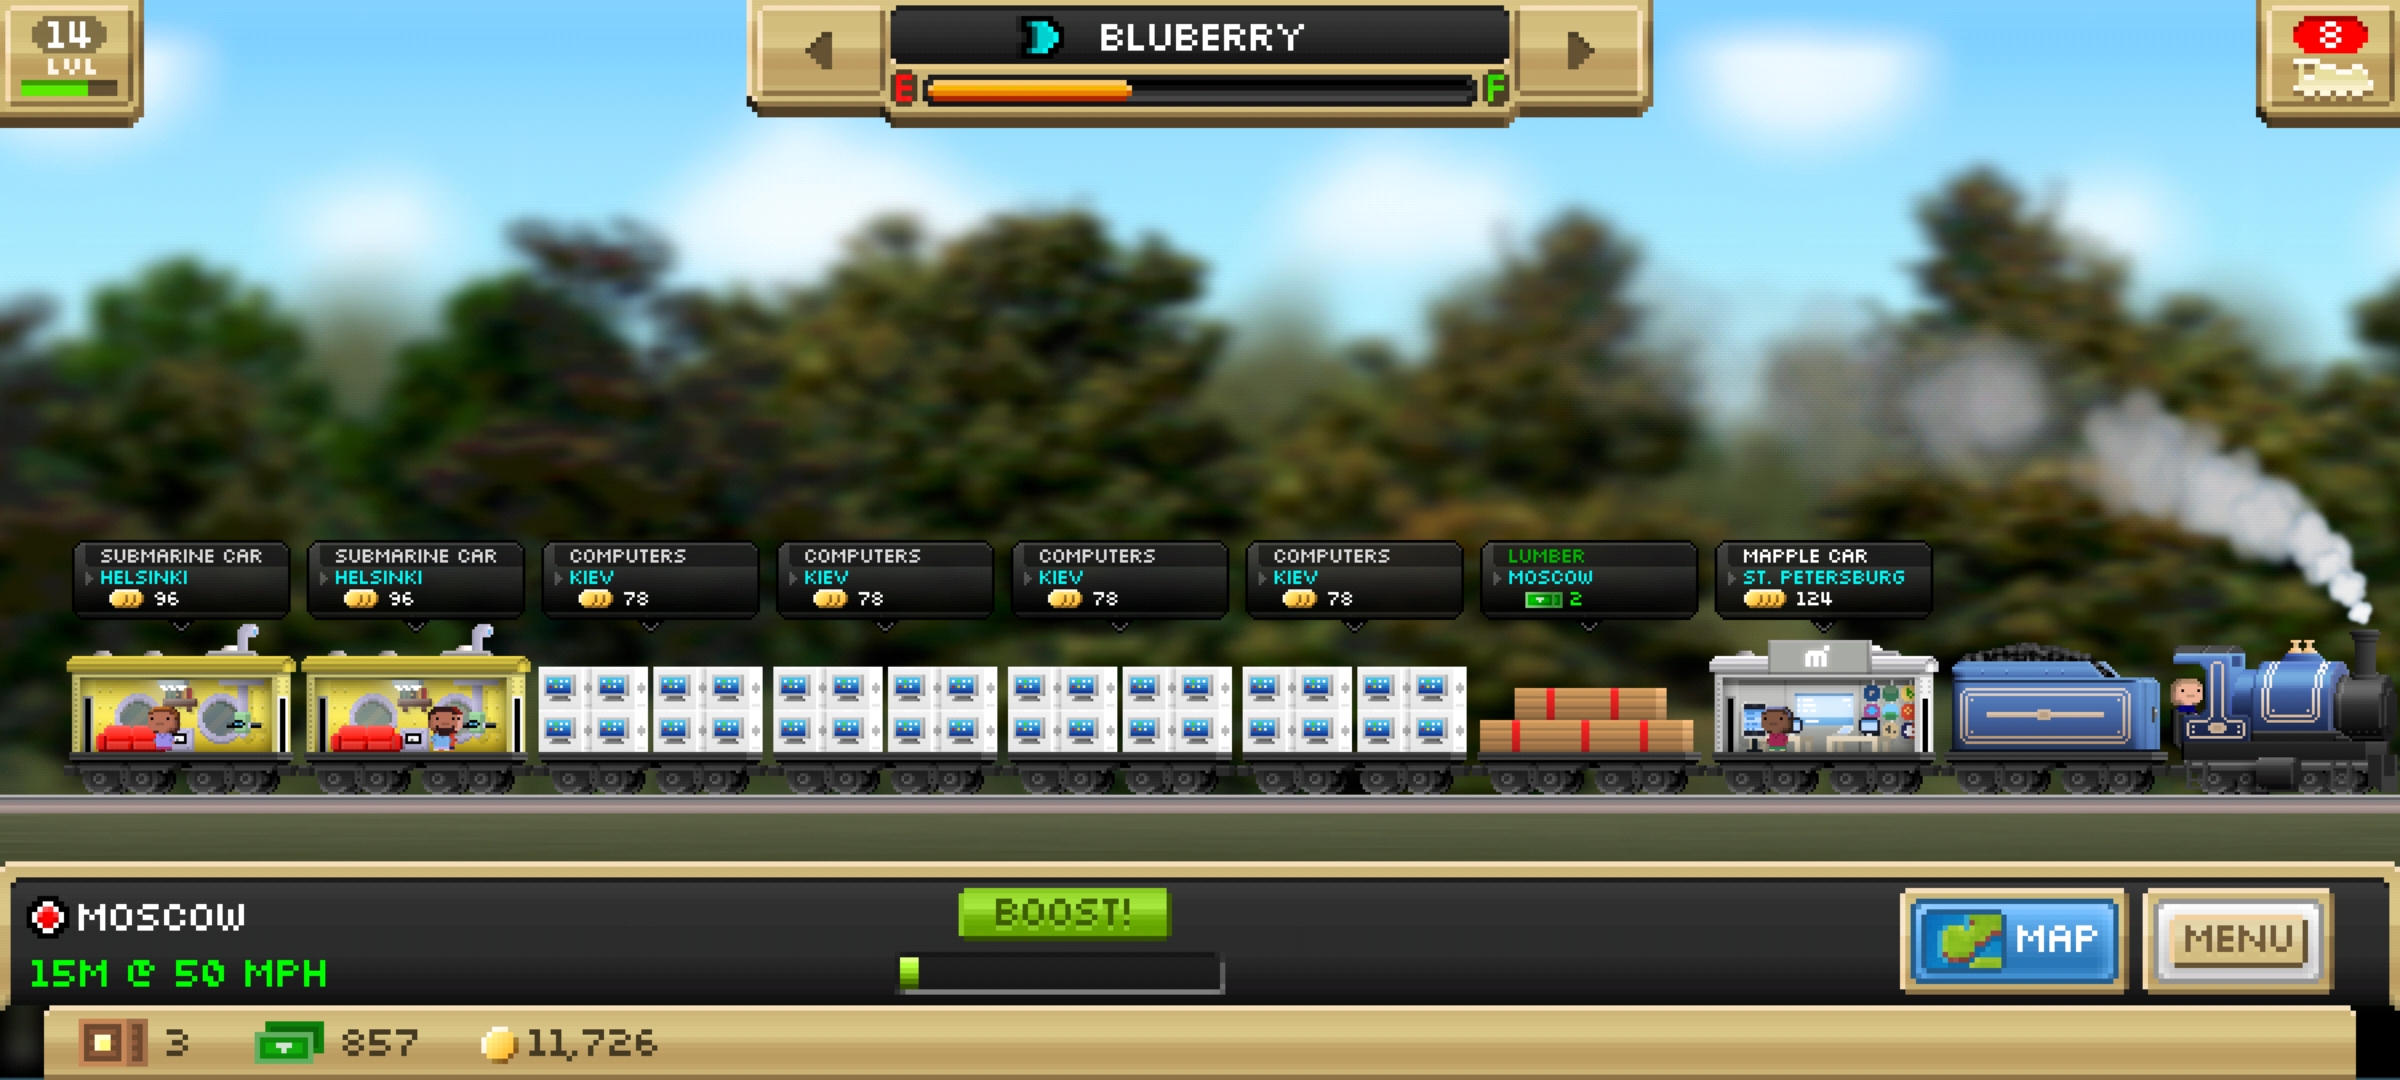 14
LVL
BLUBERRY
8
E F
SUBMARINE CAR
HELSINKI
96
SUBMARINE CAR
HELSINKI
96
COMPUTERS
KIEV
78
COMPUTERS
KIEV
78
COMPUTERS
KIEV
78
COMPUTERS
KIEV
78
LUMBER
MOSCOW
2
MAPPLE CAR
ST. PETERSBURG
124
m
MOSCOW
15M @ 50 MPH
BOOST!
MAP
MENU
3
857
11,726